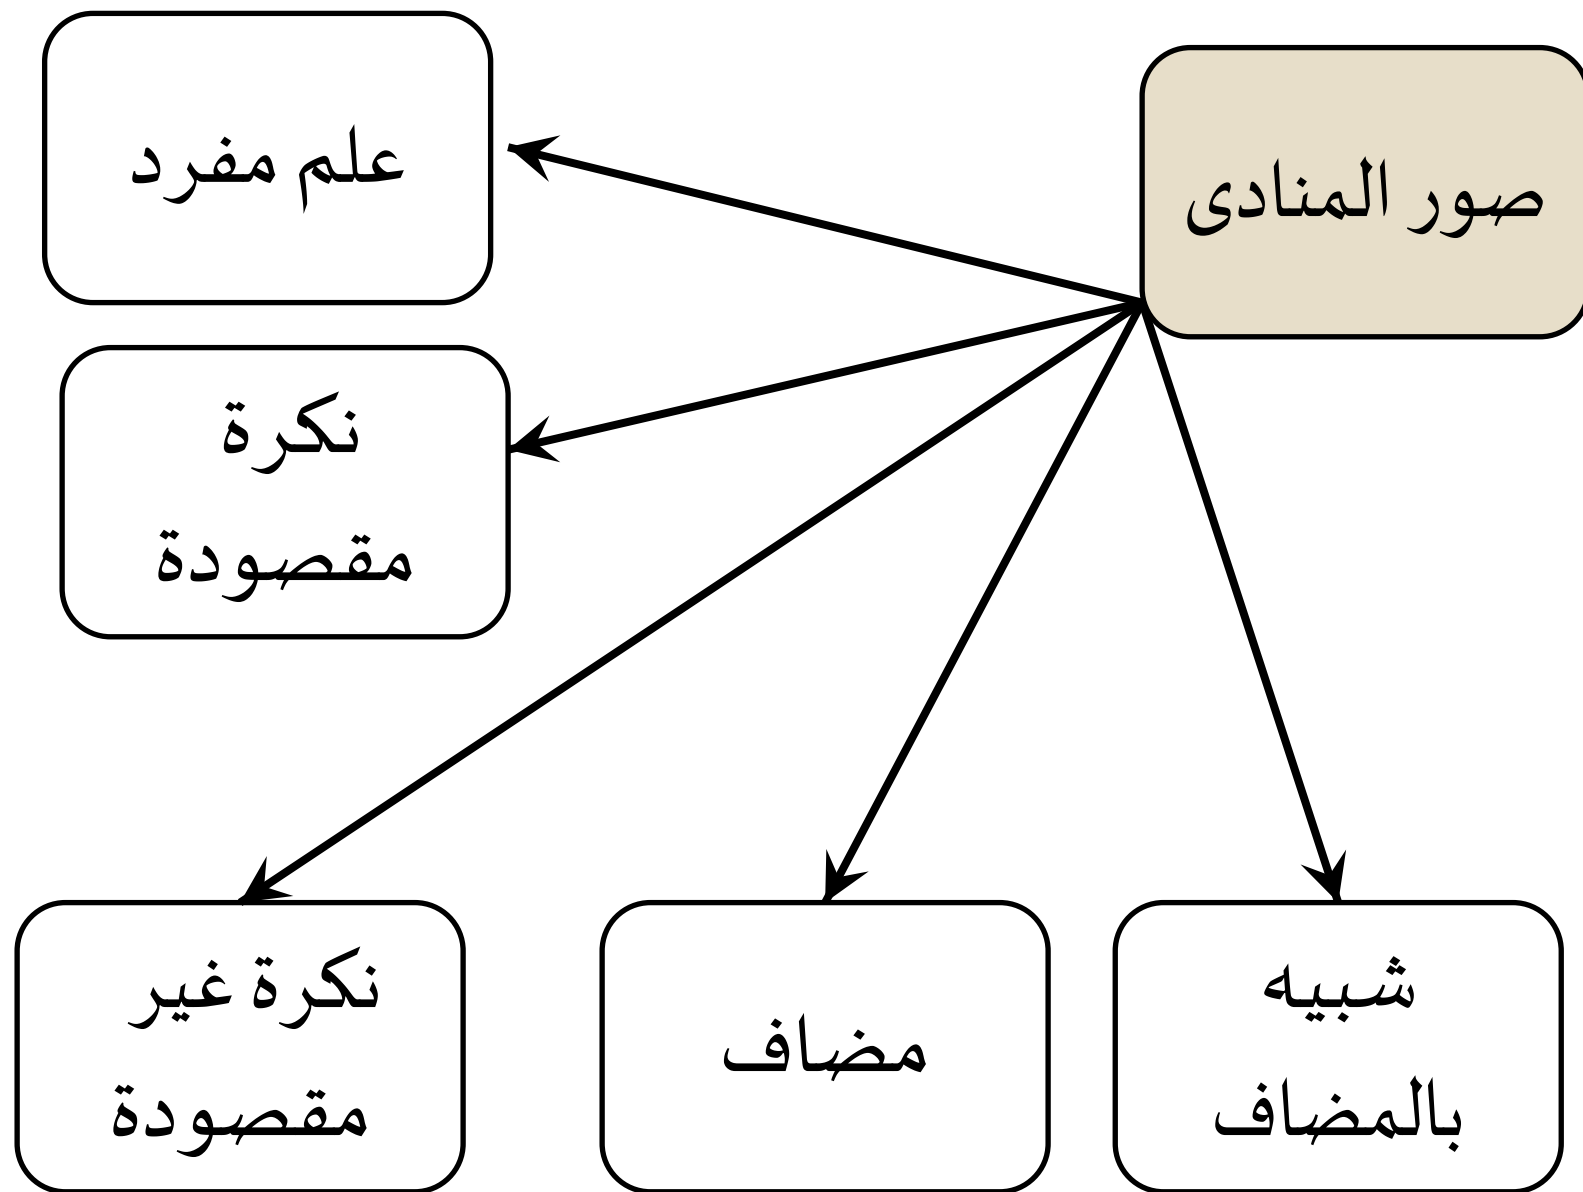 صور المنادى
علم مفرد
نكرة
مقصودة
شبيه
بالمضاف
مضاف
نكرة غير
مقصودة